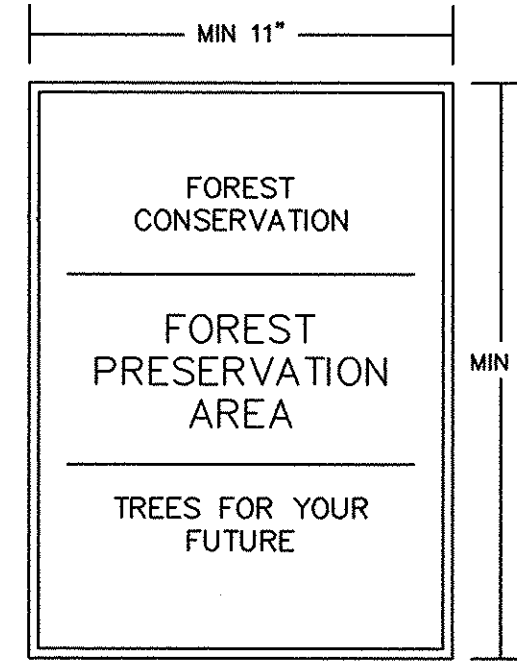 MIN 11"
FOREST
CONSERVATION
FOREST
PRESERVATION
AREA
MIN
TREES FOR YOUR
FUTURE